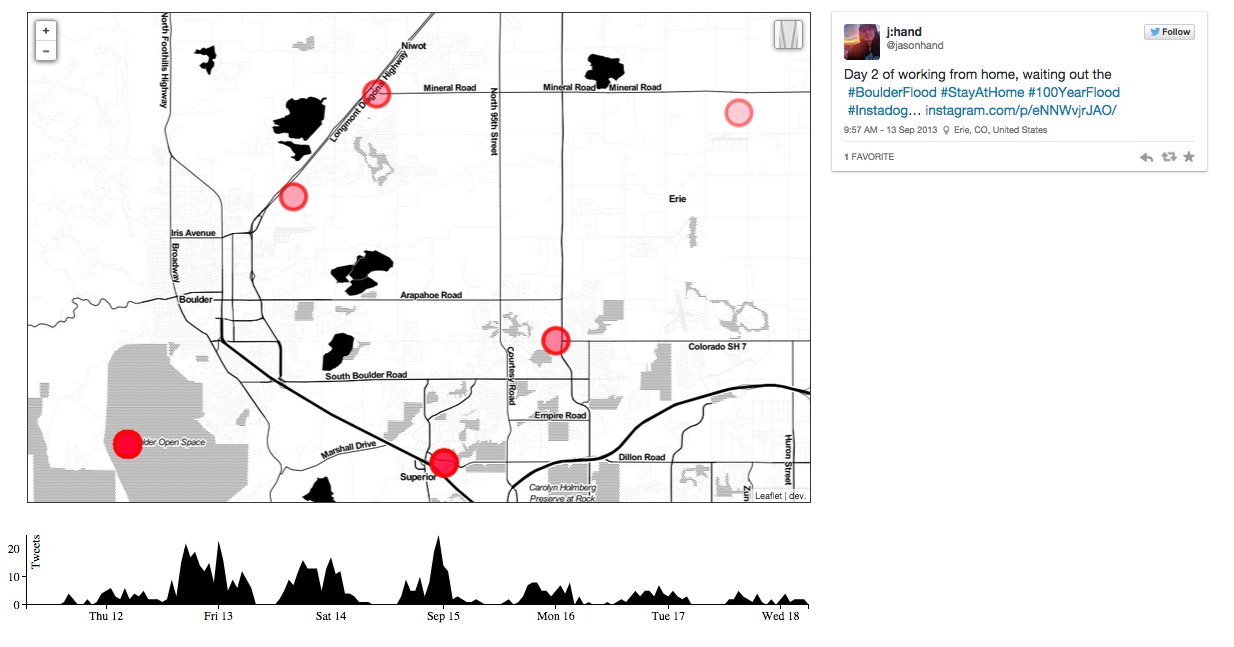 +
−
North Foothills Highway
Niwot
Longmont Diagonal Highway
Mineral Road
Mineral Road
Mineral Road
North 95th Street
Erie
Iris Avenue
Broadway
Boulder
Arapahoe Road
Colorado SH 7
Courtesy Road
South Boulder Road
Empire Road
Marshall Drive
lder Open Space
Dillon Road
Huron Street
Superior
Carolyn Holmberg
Preserve at Rock
Zun
Leaflet | dev.
j:hand
@jasonhand
Follow
Day 2 of working from home, waiting out the
#BoulderFlood #StayAtHome #100YearFlood
#Instadog… instagram.com/p/eNNWvjrJAO/
9:57 AM - 13 Sep 2013 Erie, CO, United States
1 FAVORITE
Tweets
20
10
0
Thu 12 Fri 13 Sat 14 Sep 15 Mon 16 Tue 17 Wed 18